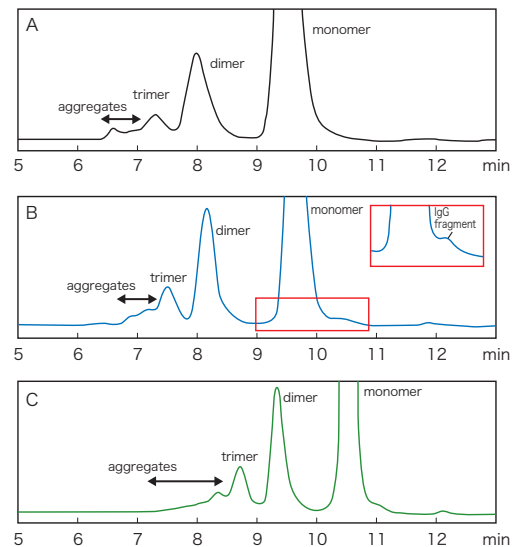 A
monomer
dimer
trimer
aggregates
5 6 7 8 9 10 11 12 min
B
monomer
IgG
fragment
dimer
trimer
aggregates
5 6 7 8 9 10 11 12 min
C
dimer
monomer
trimer
aggregates
5 6 7 8 9 10 11 12 min